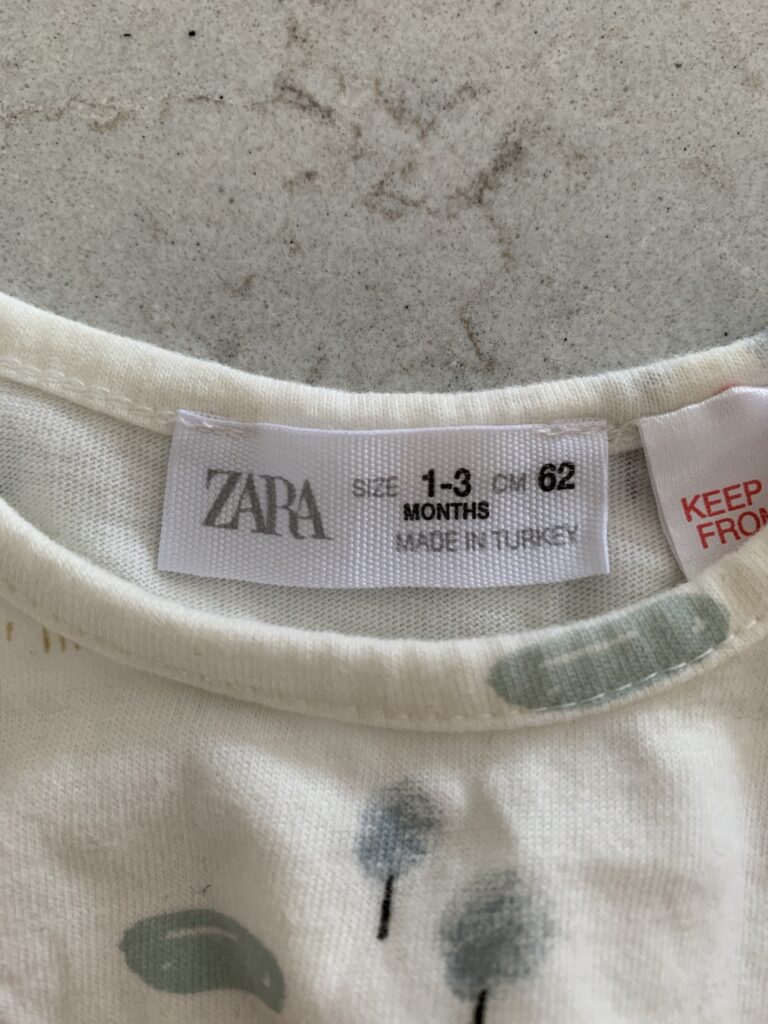 ZARA
SIZE 1-3 CM 62
MONTHS
MADE IN TURKEY
KEEP
FROM